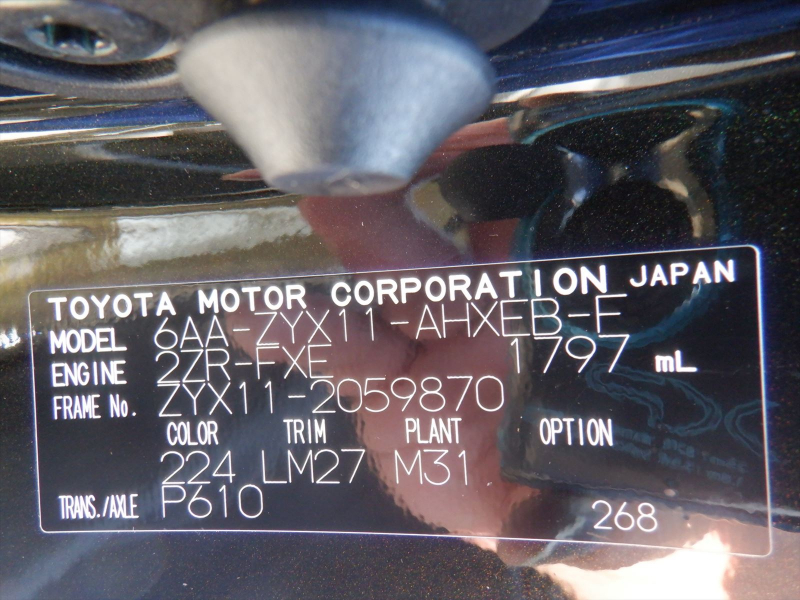 TOYOTA MOTOR CORPORATION JAPAN
MODEL 6AA-ZYX11-AHXEB-F
ENGINE 2ZR-FXE 1797 mL
FRAME No. ZYX11-2059870
COLOR TRIM PLANT OPTION
224 LM27 M31
TRANS./AXLE P610
268